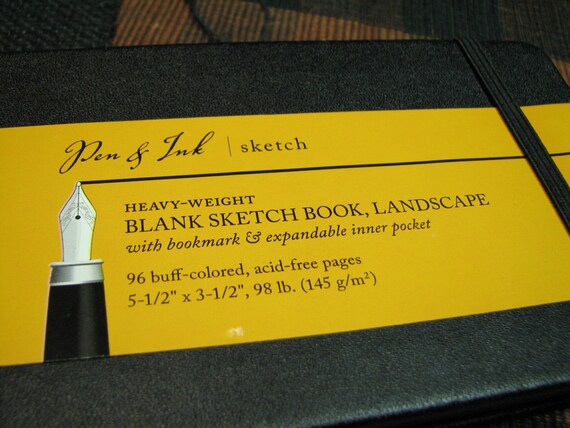 Pen & Ink | sketch
HEAVY-WEIGHT
BLANK SKETCH BOOK, LANDSCAPE
with bookmark & expandable inner pocket
96 buff-colored, acid-free pages
5-1/2" x 3-1/2", 98 lb. (145 g/m²)